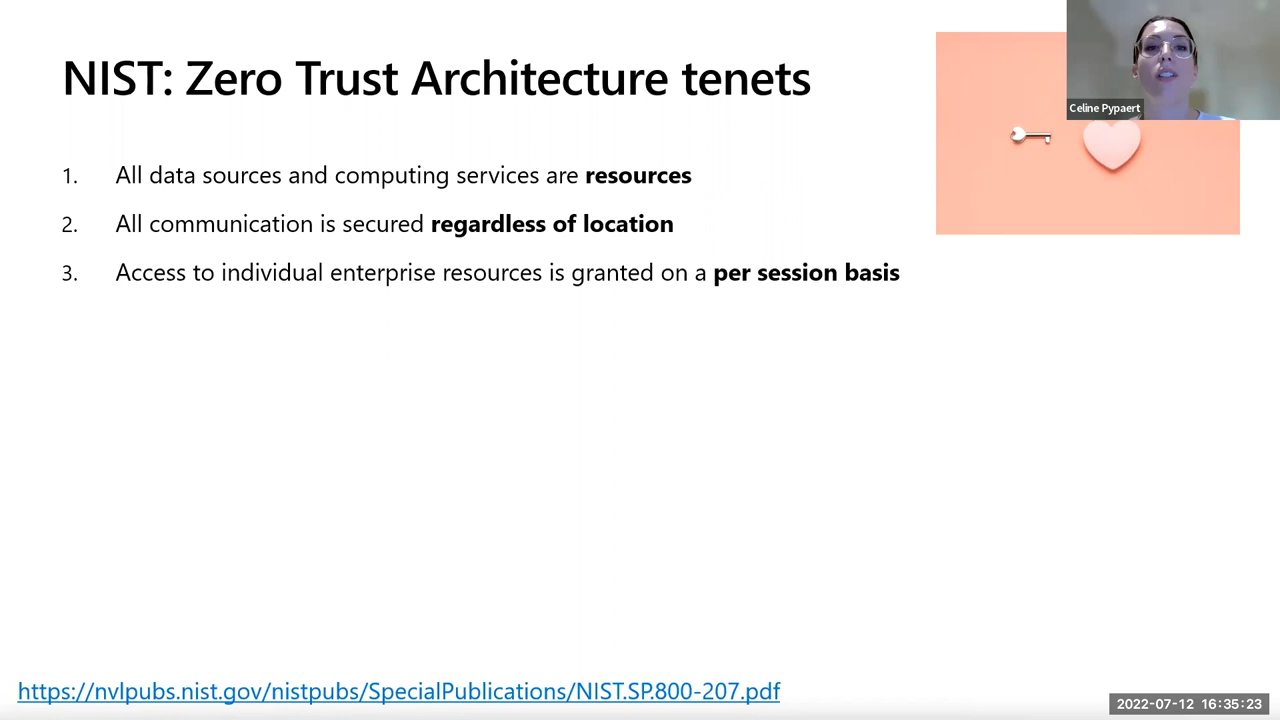 NIST: Zero Trust Architecture tenets
Celine Pypaert
1. All data sources and computing services are resources
2. All communication is secured regardless of location
3. Access to individual enterprise resources is granted on a per session basis
https://nvlpubs.nist.gov/nistpubs/SpecialPublications/NIST.SP.800-207.pdf
2022-07-12 16:35:23